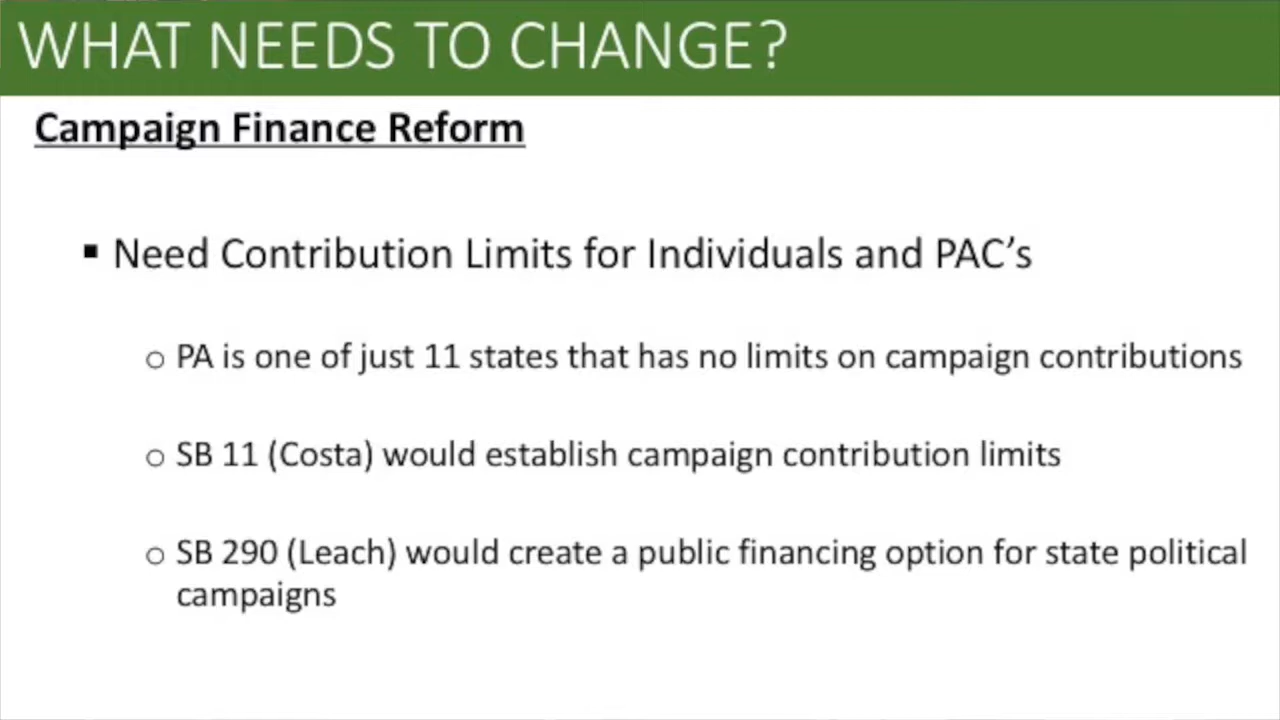 WHAT NEEDS TO CHANGE?
Campaign Finance Reform
▪ Need Contribution Limits for Individuals and PAC’s
o PA is one of just 11 states that has no limits on campaign contributions
o SB 11 (Costa) would establish campaign contribution limits
o SB 290 (Leach) would create a public financing option for state political
campaigns